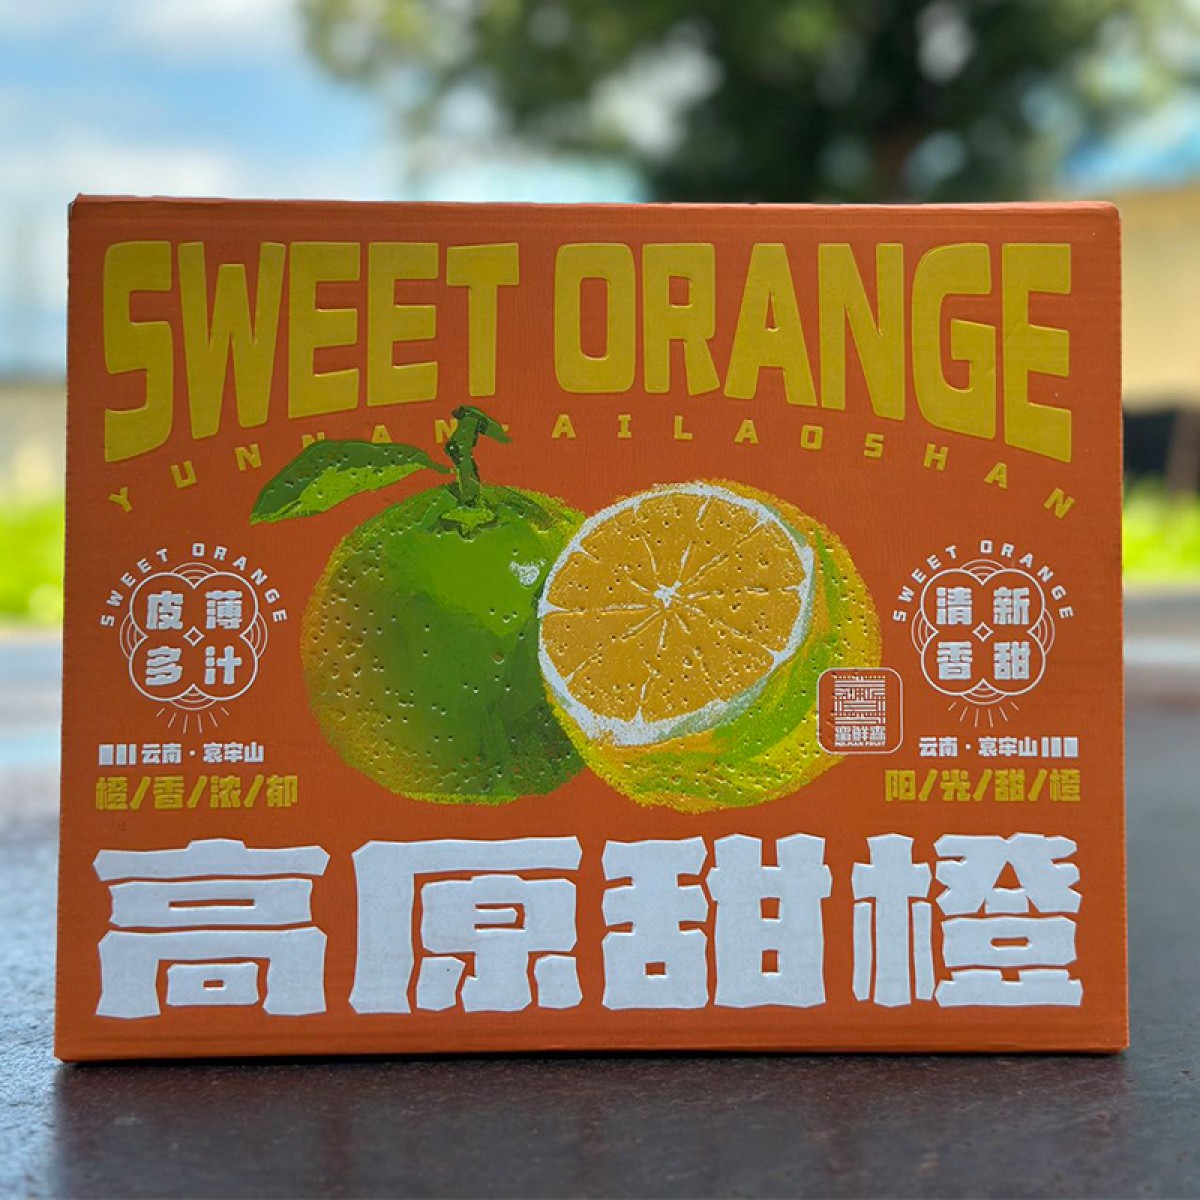 SWEET ORANGE
YUNNAN·AILAOSHAN
SWEET ORANGE
皮薄
多汁
云南·哀牢山
橙/香/浓/郁
SWEET ORANGE
清新
香甜
云南·哀牢山
阳/光/甜/橙
高原甜橙